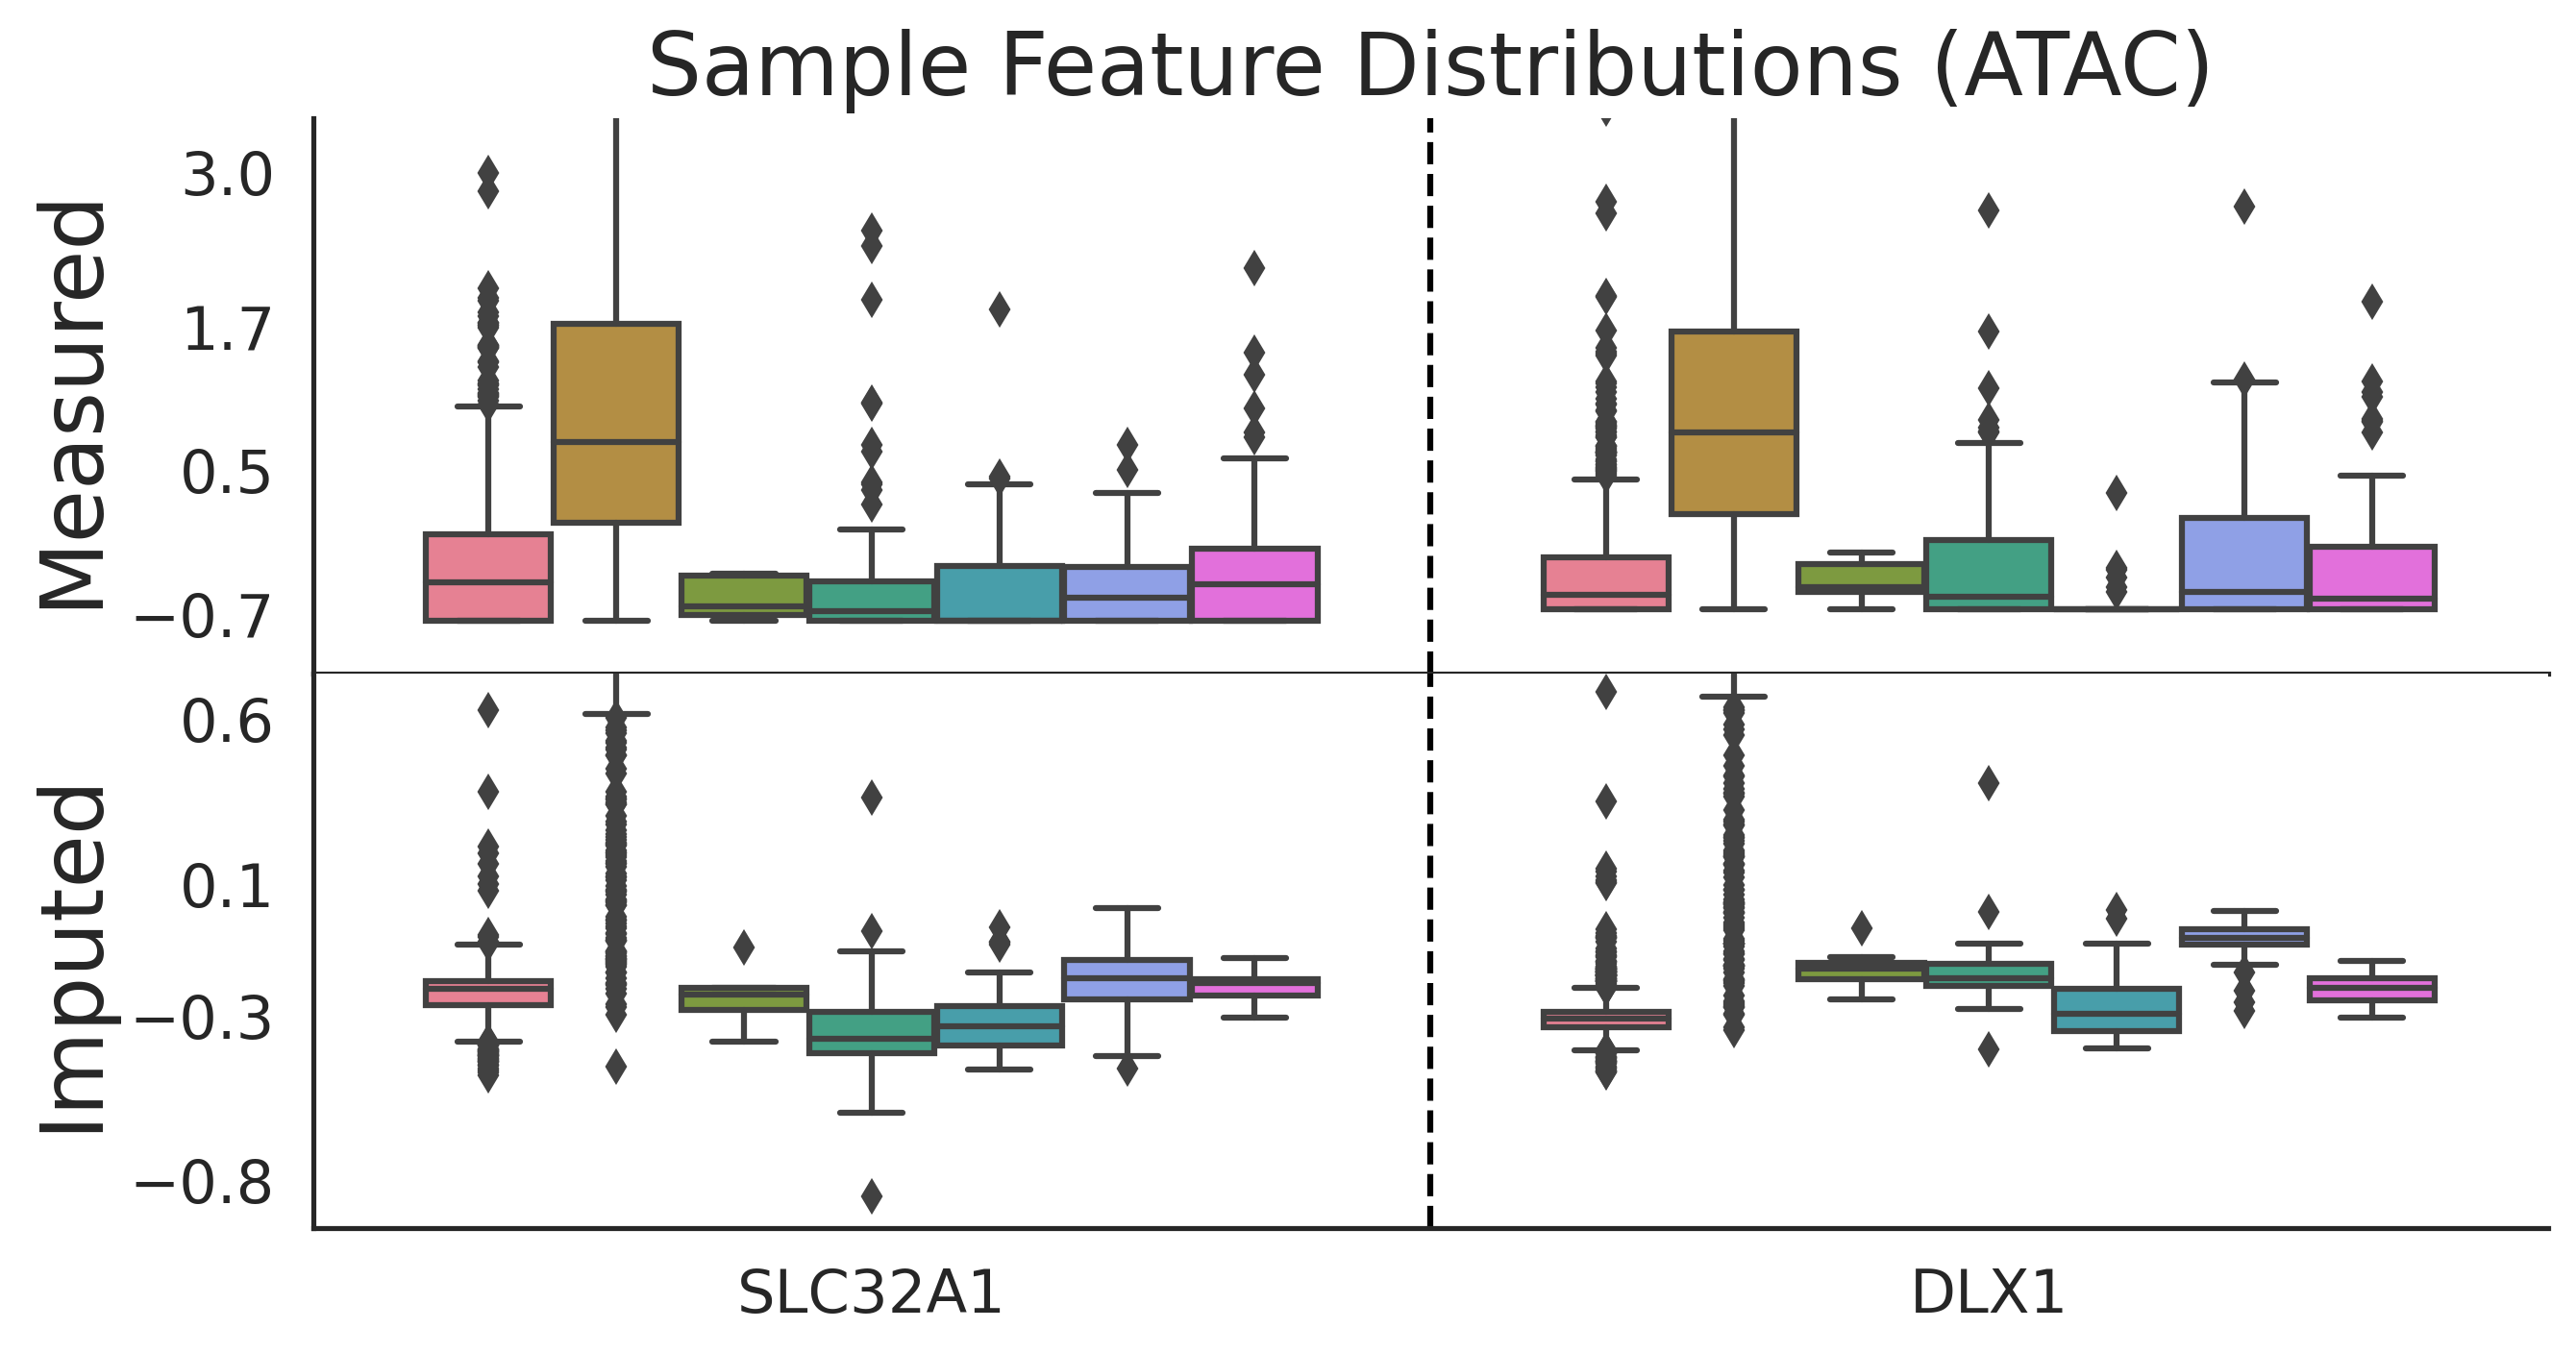 Sample Feature Distributions (ATAC)
Measured
3.0
1.7
0.5
−0.7
Imputed
0.6
0.1
−0.3
−0.8
SLC32A1
DLX1